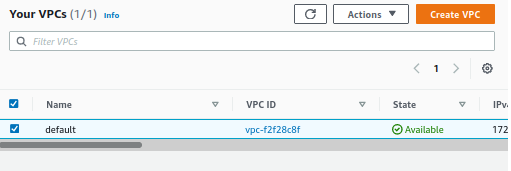 Your VPCs (1/1) Info
Actions
Create VPC
Filter VPCs
1
Name
VPC ID
State
IPv4
default
vpc-f2f28c8f
Available
172